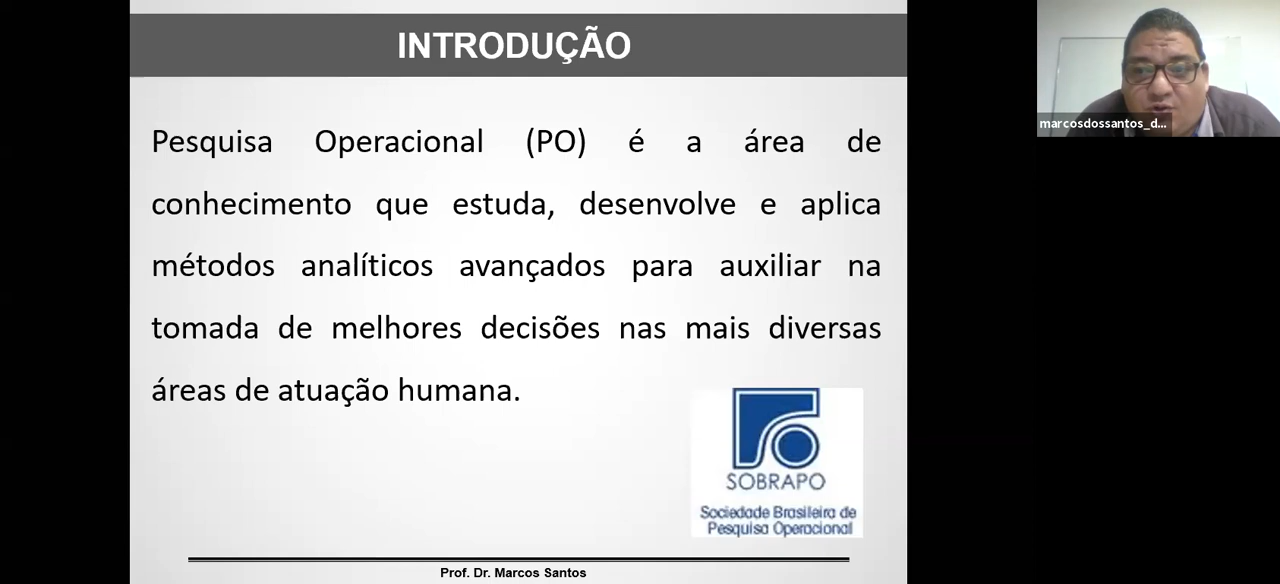 INTRODUÇÃO
Pesquisa Operacional (PO) é a área de
conhecimento que estuda, desenvolve e aplica
métodos analíticos avançados para auxiliar na
tomada de melhores decisões nas mais diversas
áreas de atuação humana.
SOBRAPO
Sociedade Brasileira de
Pesquisa Operacional
Prof. Dr. Marcos Santos
marcosdossantos_d...